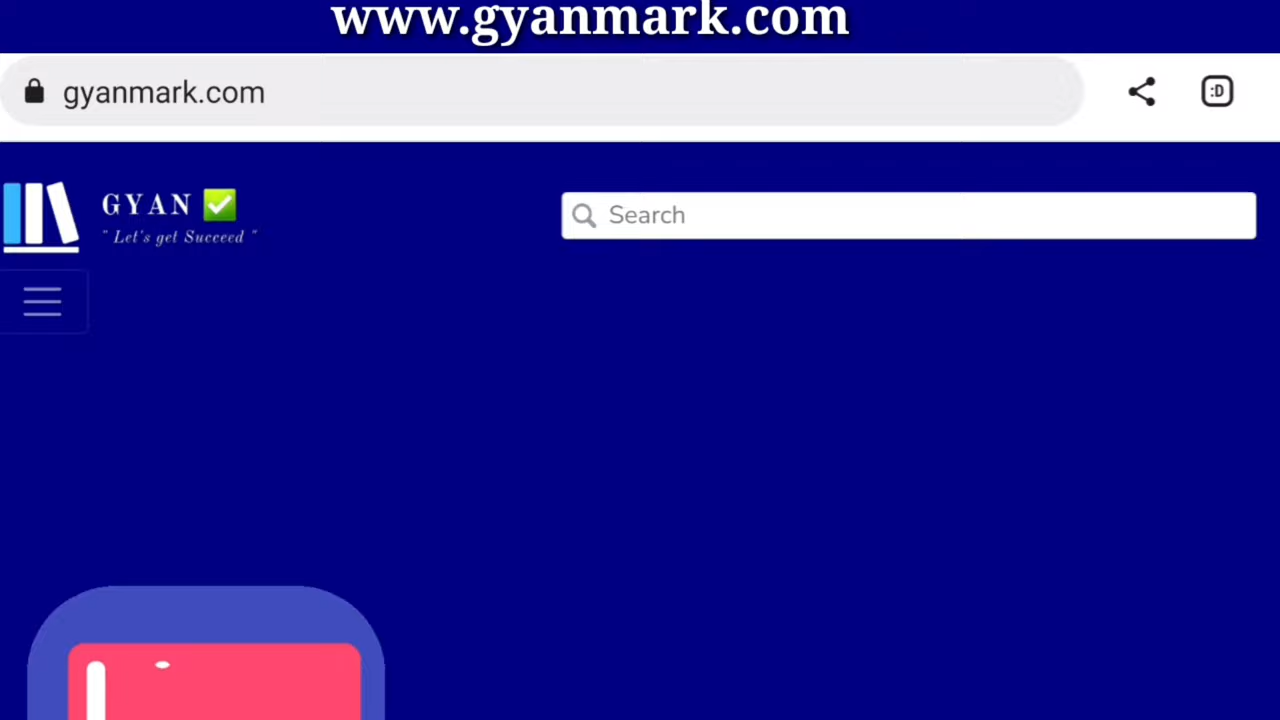 www.gyanmark.com
gyanmark.com
:D
GYAN ✅
" Let's get Succeed "
Search